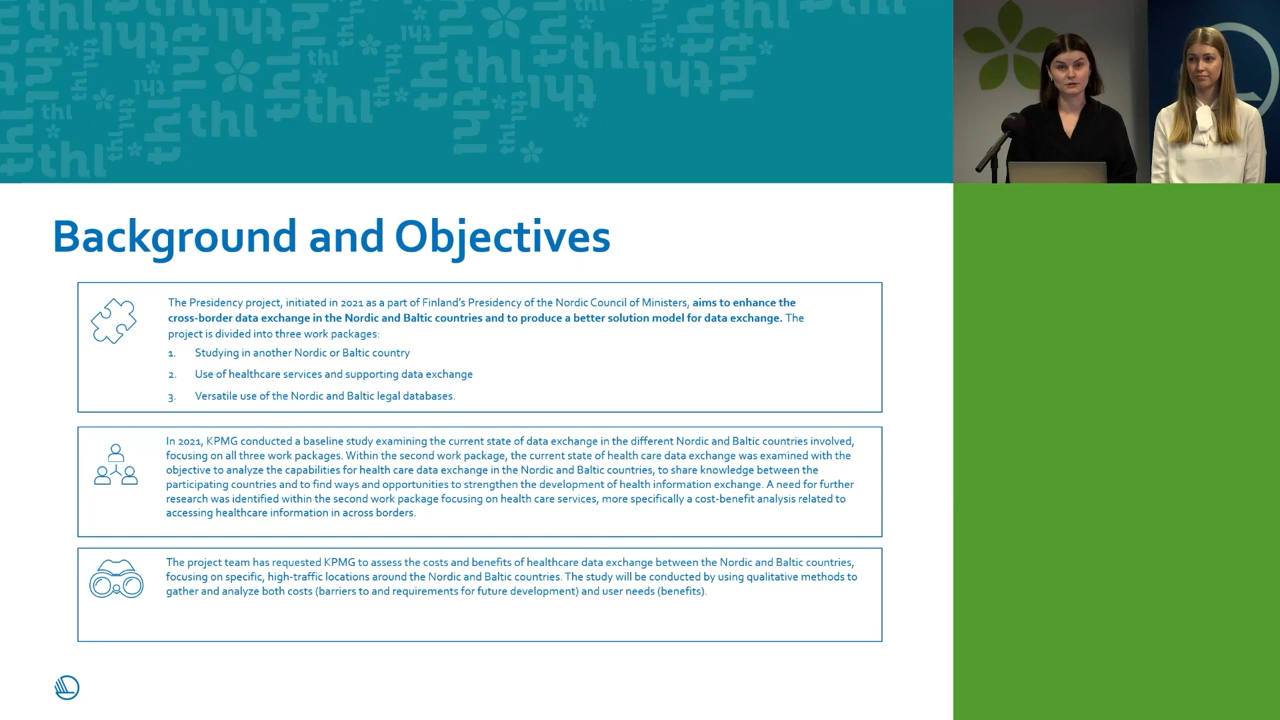 thl
Background and Objectives
The Presidency project, initiated in 2021 as a part of Finland's Presidency of the Nordic Council of Ministers, aims to enhance the
cross-border data exchange in the Nordic and Baltic countries and to produce a better solution model for data exchange. The
project is divided into three work packages:
1. Studying in another Nordic or Baltic country
2. Use of healthcare services and supporting data exchange
3. Versatile use of the Nordic and Baltic legal databases.
In 2021, KPMG conducted a baseline study examining the current state of data exchange in the different Nordic and Baltic countries involved,
focusing on all three work packages. Within the second work package, the current state of health care data exchange was examined with the
objective to analyze the capabilities for health care data exchange in the Nordic and Baltic countries, to share knowledge between the
participating countries and to find ways and opportunities to strengthen the development of health information exchange. A need for further
research was identified within the second work package focusing on health care services, more specifically a cost-benefit analysis related to
accessing healthcare information in across borders.
The project team has requested KPMG to assess the costs and benefits of healthcare data exchange between the Nordic and Baltic countries,
focusing on specific, high-traffic locations around the Nordic and Baltic countries. The study will be conducted by using qualitative methods to
gather and analyze both costs (barriers to and requirements for future development) and user needs (benefits).